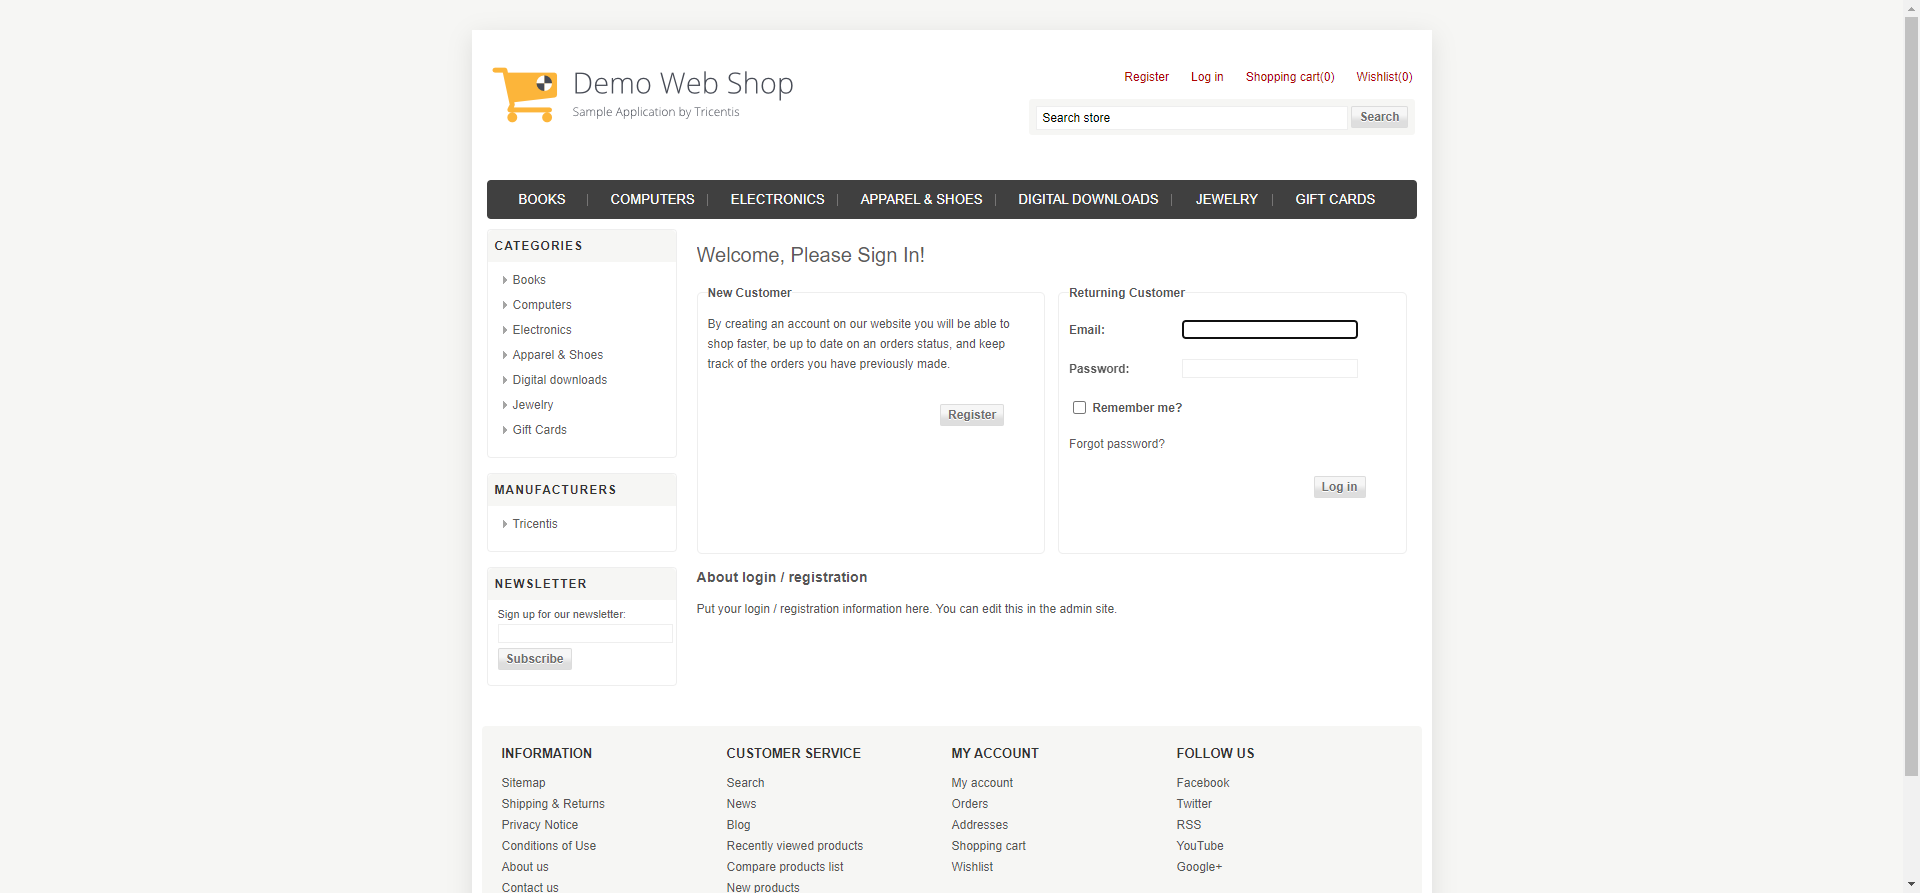 Demo Web Shop
Sample Application by Tricentis
Register Log in Shopping cart(0) Wishlist(0)
Search store Search
BOOKS COMPUTERS ELECTRONICS APPAREL & SHOES DIGITAL DOWNLOADS JEWELRY GIFT CARDS
CATEGORIES
Books
Computers
Electronics
Apparel & Shoes
Digital downloads
Jewelry
Gift Cards
MANUFACTURERS
Tricentis
NEWSLETTER
Sign up for our newsletter:
Subscribe
Welcome, Please Sign In!
New Customer
By creating an account on our website you will be able to
shop faster, be up to date on an orders status, and keep
track of the orders you have previously made.
Register
Returning Customer
Email:
Password:
Remember me?
Forgot password?
Log in
About login / registration
Put your login / registration information here. You can edit this in the admin site.
INFORMATION
Sitemap
Shipping & Returns
Privacy Notice
Conditions of Use
About us
Contact us
CUSTOMER SERVICE
Search
News
Blog
Recently viewed products
Compare products list
New products
MY ACCOUNT
My account
Orders
Addresses
Shopping cart
Wishlist
FOLLOW US
Facebook
Twitter
RSS
YouTube
Google+